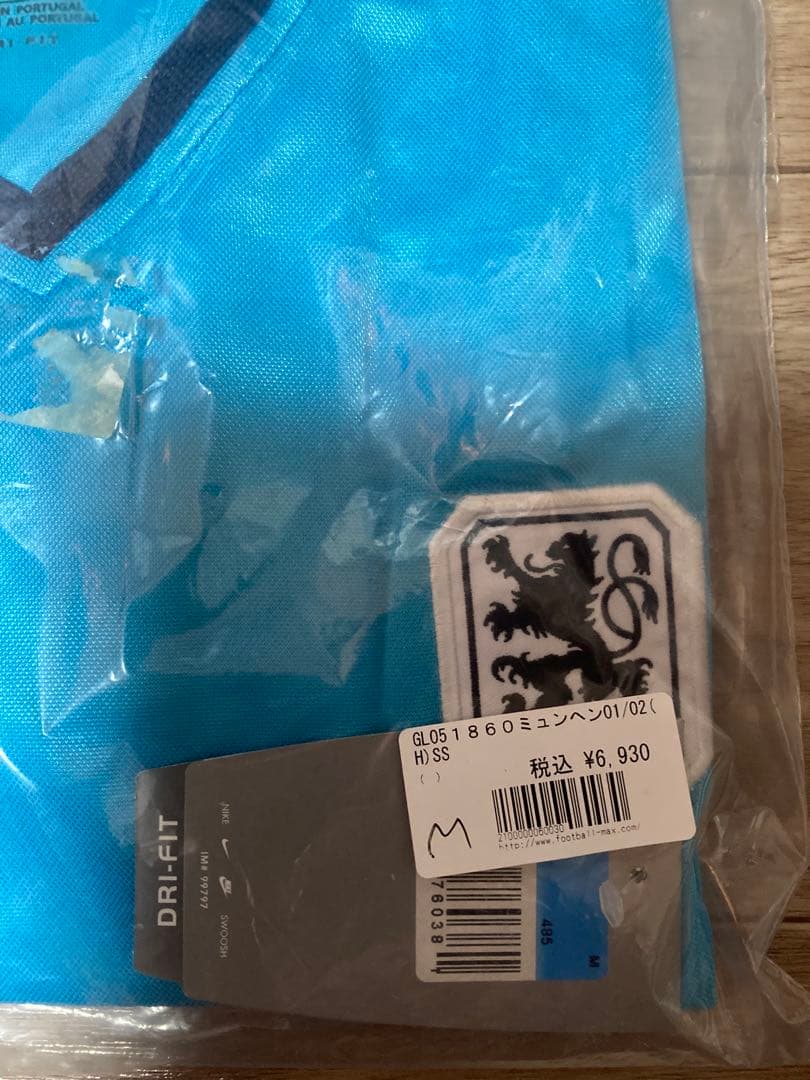 N PORTUGAL
AU PORTUGAL
RI-FIT
GL05１８６０ミュンヘン01/02(
H)SS
( )
税込 ¥6,930
2100000060030
http://www.football-max.com/
M
DRI-FIT
NIKE
IM# 99797
SWOOSH
76038
485
M